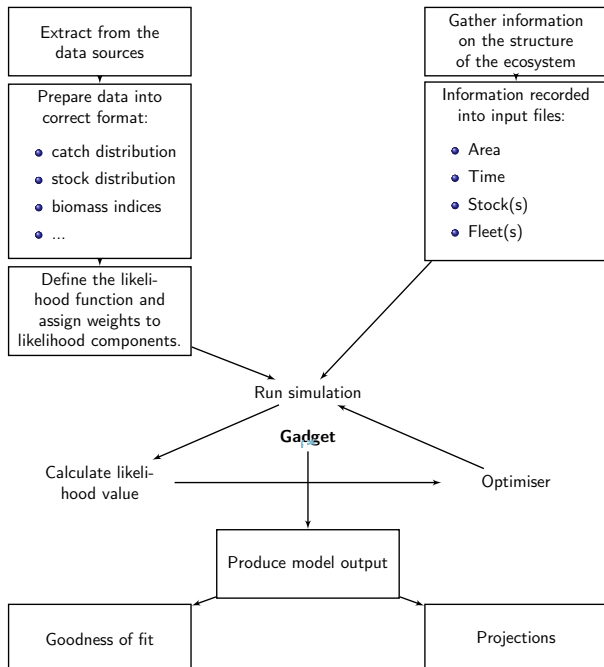 Extract from the
data sources
Gather information
on the structure
of the ecosystem
Prepare data into
correct format:
catch distribution
stock distribution
biomass indices
...
Information recorded
into input files:
Area
Time
Stock(s)
Fleet(s)
Define the likeli-
hood function and
assign weights to
likelihood components.
Run simulation
Gadget
Calculate likeli-
hood value
Optimiser
Produce model output
Goodness of fit
Projections